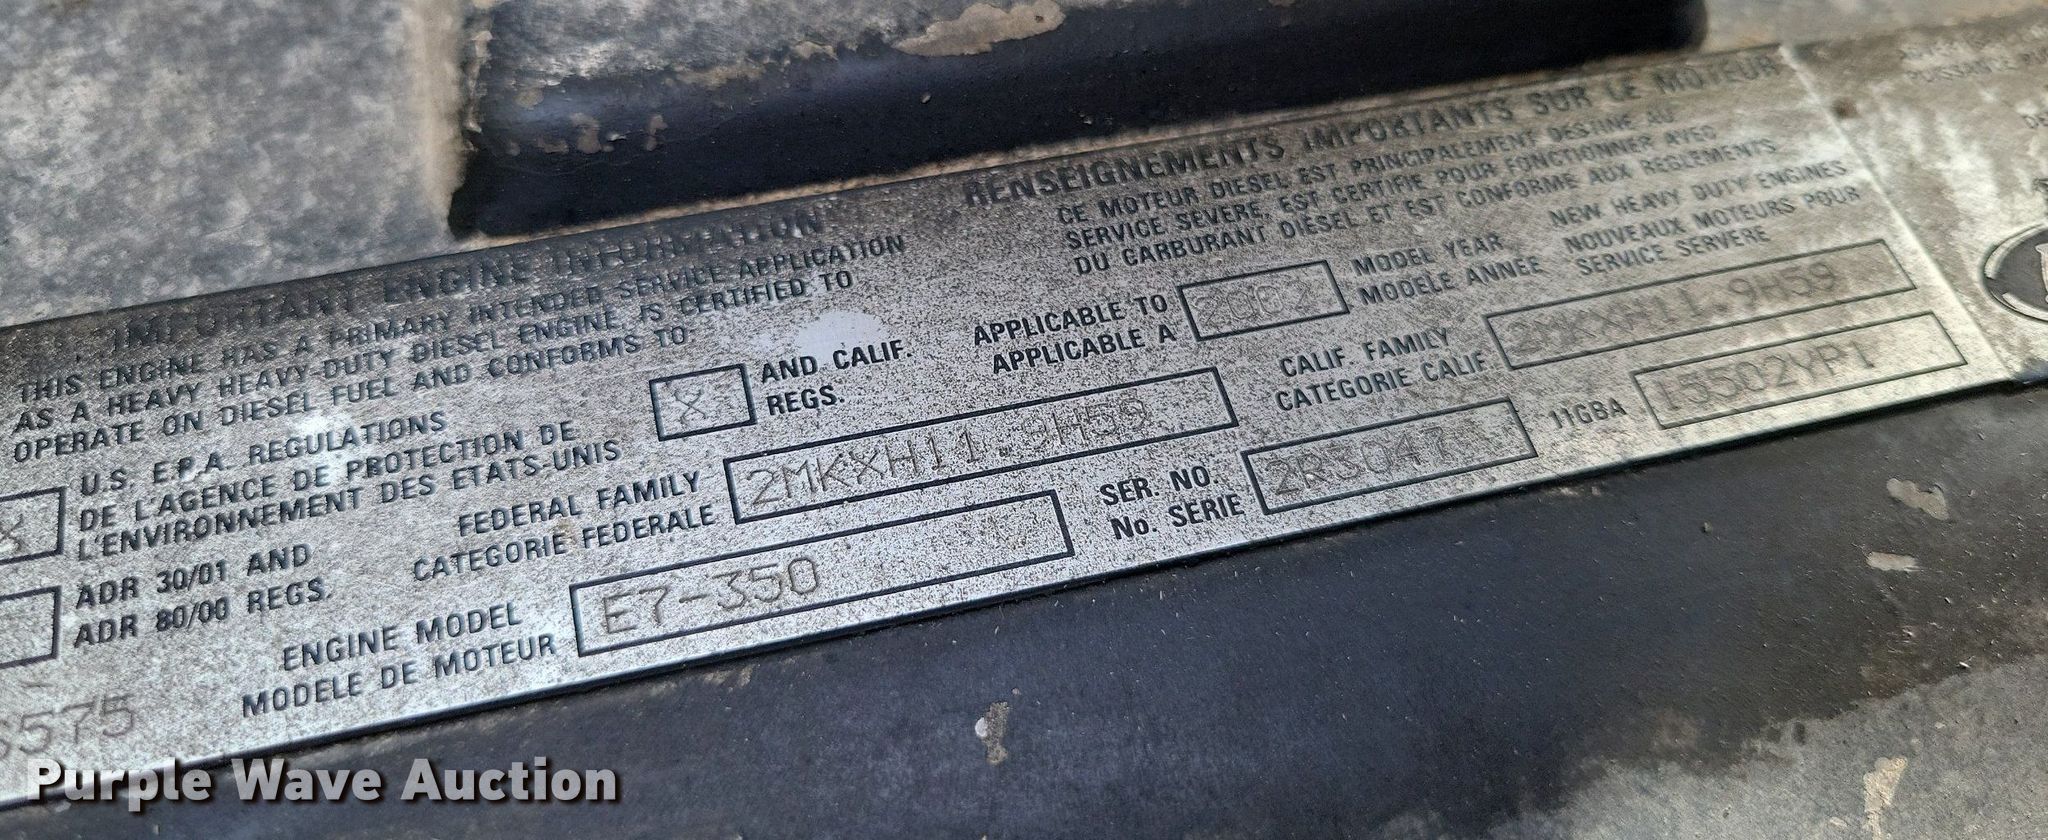 IMPORTANT ENGINE INFORMATION
THIS ENGINE HAS A PRIMARY INTENDED SERVICE APPLICATION
AS A HEAVY HEAVY-DUTY DIESEL ENGINE IS CERTIFIED TO
OPERATE ON DIESEL FUEL AND CONFORMS TO:
X
U.S. E.P.A. REGULATIONS
DE L'AGENCE DE PROTECTION DE
L'ENVIRONNEMENT DES ETATS-UNIS
X
AND CALIF.
REGS.
ADR 30/01 AND
ADR 80/00 REGS.
RENSEIGNEMENTS IMPORTANTS SUR LE MOTEUR
CE MOTEUR DIESEL EST PRINCIPALEMENT DESTINE AU
SERVICE SEVERE, EST CERTIFIE POUR FONCTIONNER AVEC
DU CARBURANT DIESEL ET EST CONFORME AUX REGLEMENTS
APPLICABLE TO
APPLICABLE A
2002
MODEL YEAR
MODELE ANNEE
NEW HEAVY DUTY ENGINES
NOUVEAUX MOTEURS POUR
SERVICE SERVERE
FEDERAL FAMILY
CATEGORIE FEDERALE
2MKXH11.9H59
CALIF. FAMILY
CATEGORIE CALIF
2MKXH11.9H59
ENGINE MODEL
MODELE DE MOTEUR
E7-350
SER. NO.
No. SERIE
2R3047
11GBA
15502YP1
575
Purple Wave Auction